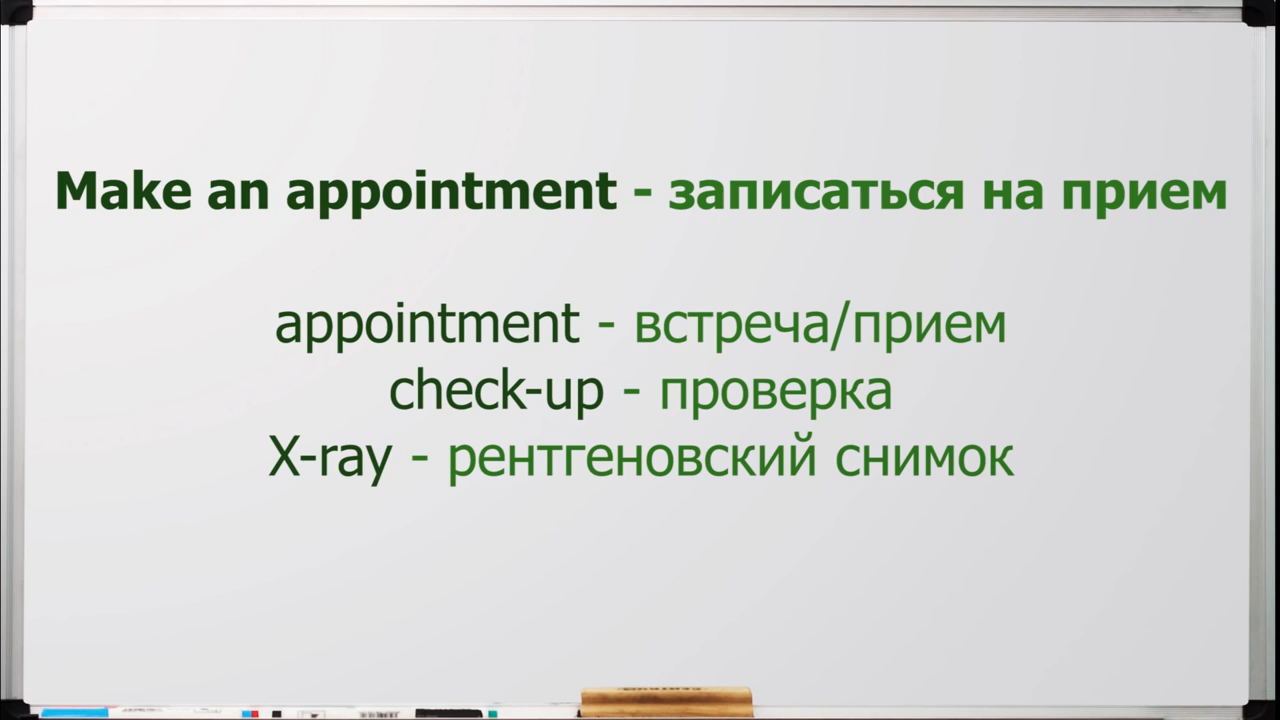 Make an appointment - записаться на прием
appointment - встреча/прием
check-up - проверка
X-ray - рентгеновский снимок